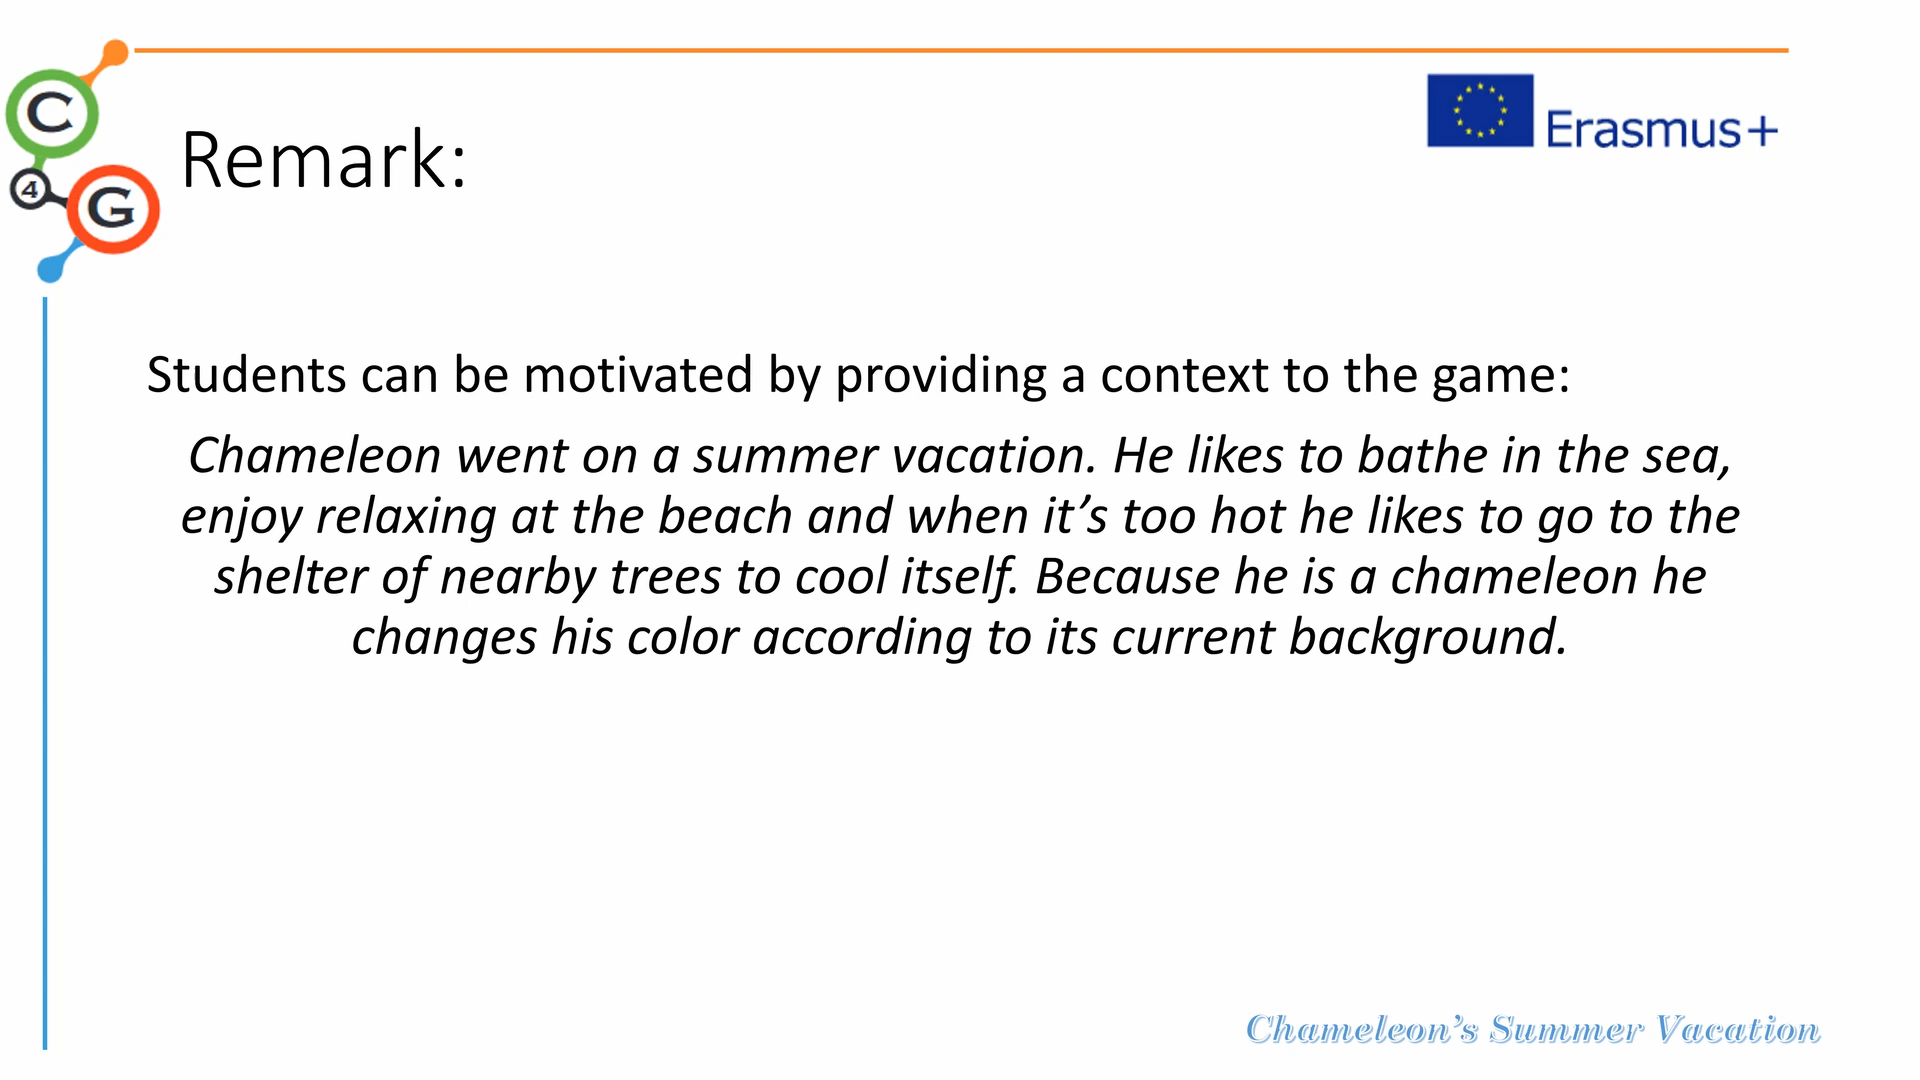 C
4
G
Remark:
Erasmus+
Students can be motivated by providing a context to the game:
Chameleon went on a summer vacation. He likes to bathe in the sea,
enjoy relaxing at the beach and when it’s too hot he likes to go to the
shelter of nearby trees to cool itself. Because he is a chameleon he
changes his color according to its current background.
Chameleon’s Summer Vacation